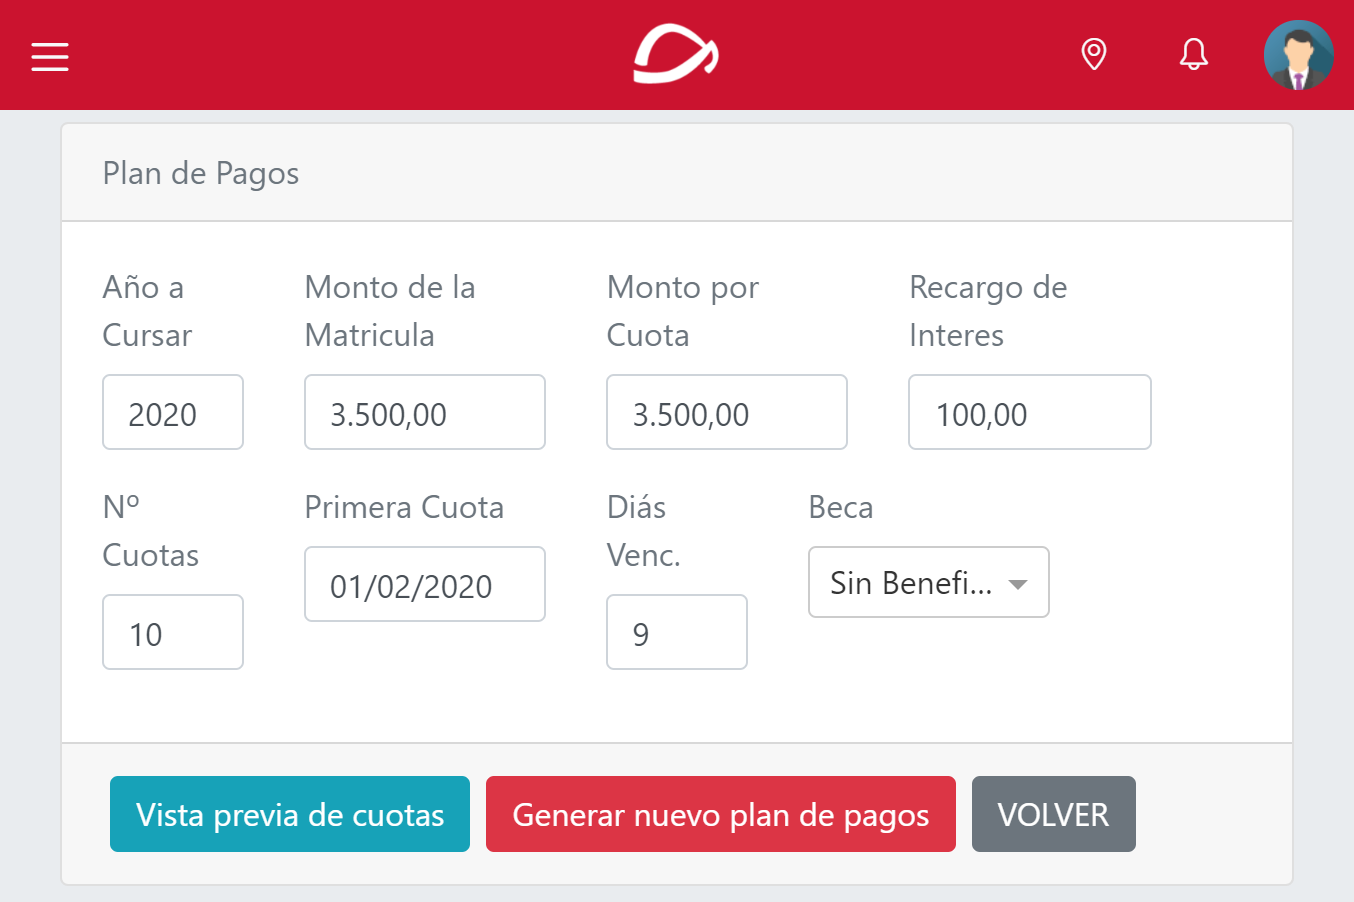 Plan de Pagos
Año a Cursar
Monto de la Matricula
Monto por Cuota
Recargo de Interes
2020
3.500,00
3.500,00
100,00
Nº Cuotas
Primera Cuota
Diás Venc.
Beca
10
01/02/2020
9
Sin Benefi...
Vista previa de cuotas
Generar nuevo plan de pagos
VOLVER